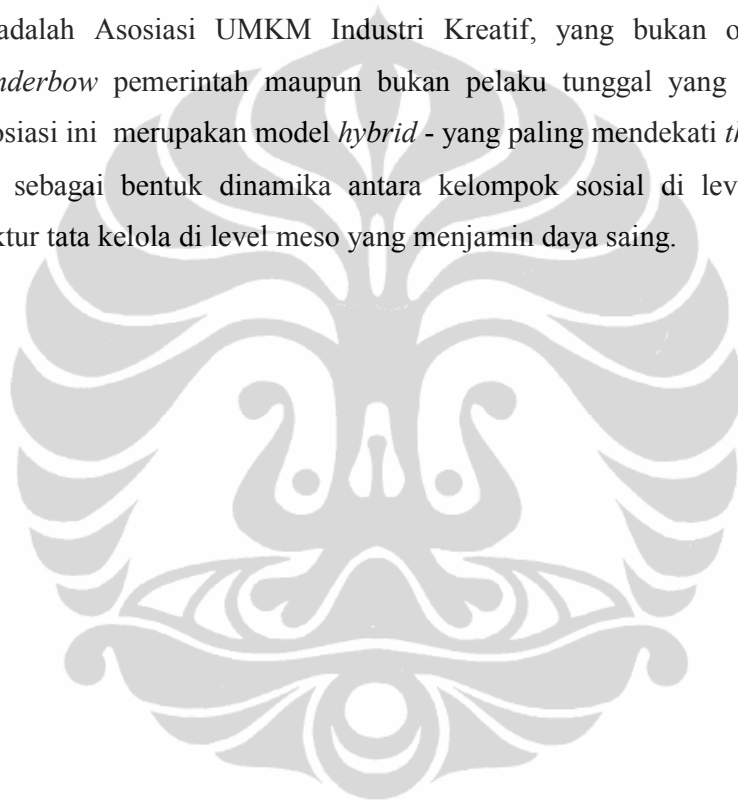 adalah Asosiasi UMKM Industri Kreatif, yang bukan
nderbow pemerintah maupun bukan pelaku tunggal yang
osiasi ini merupakan model hybrid - yang paling mendekati
sebagai bentuk dinamika antara kelompok sosial di
ktur tata kelola di level meso yang menjamin daya saing.